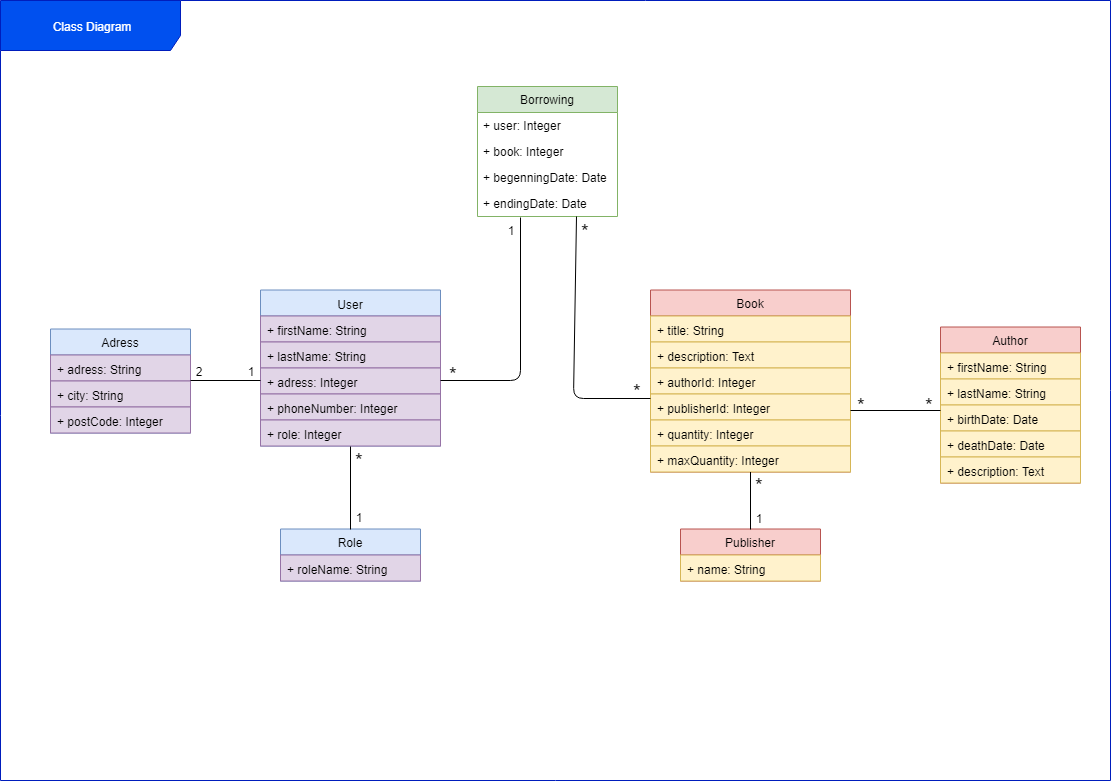 Class Diagram
Borrowing
+ user: Integer
+ book: Integer
+ begenningDate: Date
+ endingDate: Date
1
*
Adress
+ adress: String
+ city: String
+ postCode: Integer
2
1
User
+ firstName: String
+ lastName: String
+ adress: Integer
+ phoneNumber: Integer
+ role: Integer
*
*
1
Role
+ roleName: String
*
Book
+ title: String
+ description: Text
+ authorId: Integer
+ publisherId: Integer
+ quantity: Integer
+ maxQuantity: Integer
*
*
*
1
Publisher
+ name: String
Author
+ firstName: String
+ lastName: String
+ birthDate: Date
+ deathDate: Date
+ description: Text